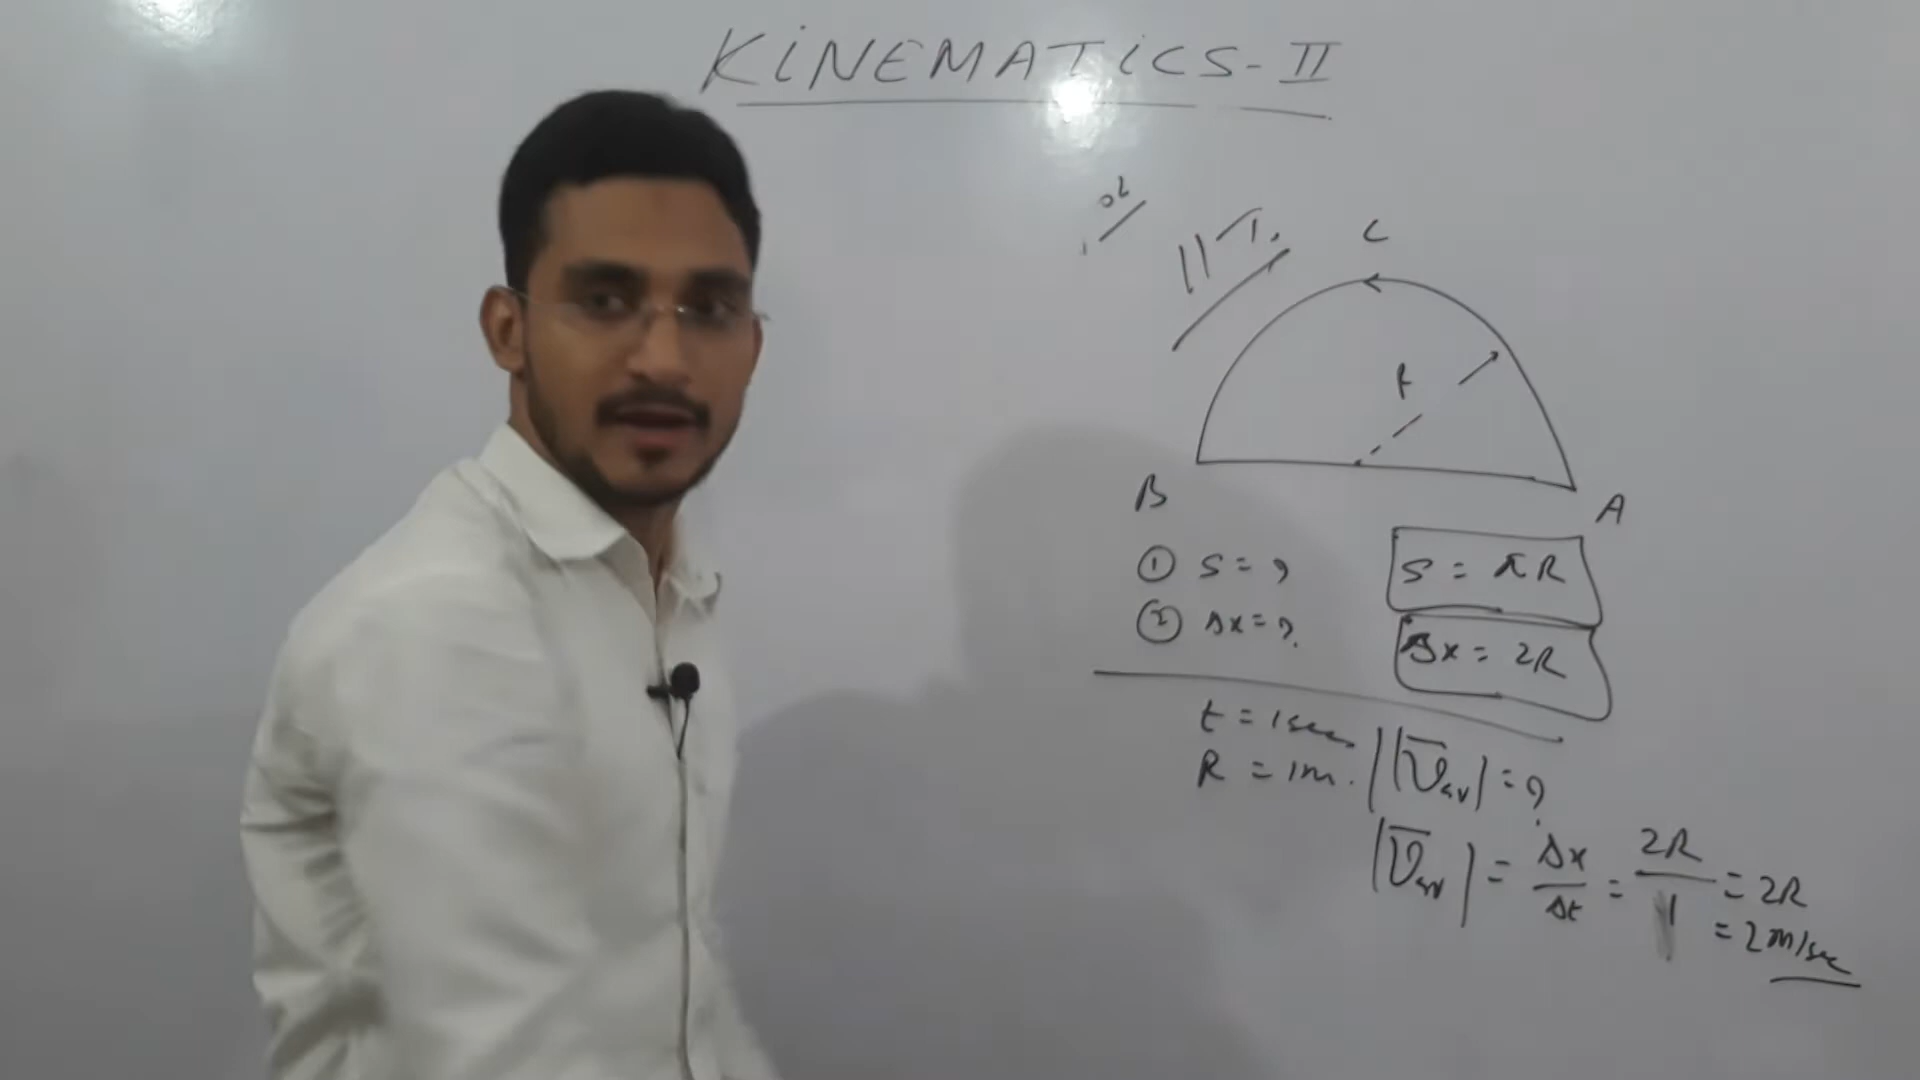 KiNEMATiCS-II
C
R
B
A
① S = ?
S = πR
② Δx = ?
Δx = 2R
t = 1sec.
R = 1m.
|V̅av| = ?
|V̅av| = Δx/Δt = 2R/1 = 2R
= 2m/sec